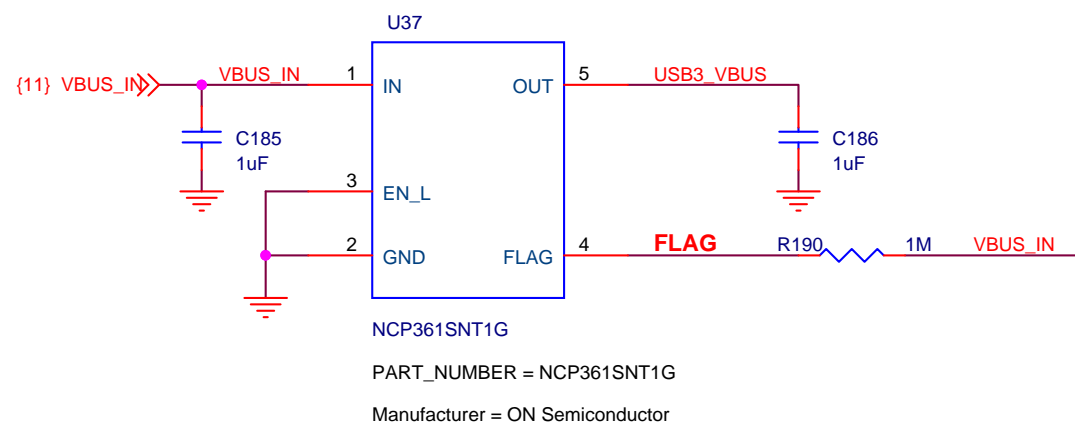 U37
{11} VBUS_IN
VBUS_IN
1
IN
OUT
5
USB3_VBUS
C185
1uF
C186
1uF
3
EN_L
2
GND
FLAG
4
FLAG
R190
1M
VBUS_IN
NCP361SNT1G
PART_NUMBER = NCP361SNT1G
Manufacturer = ON Semiconductor